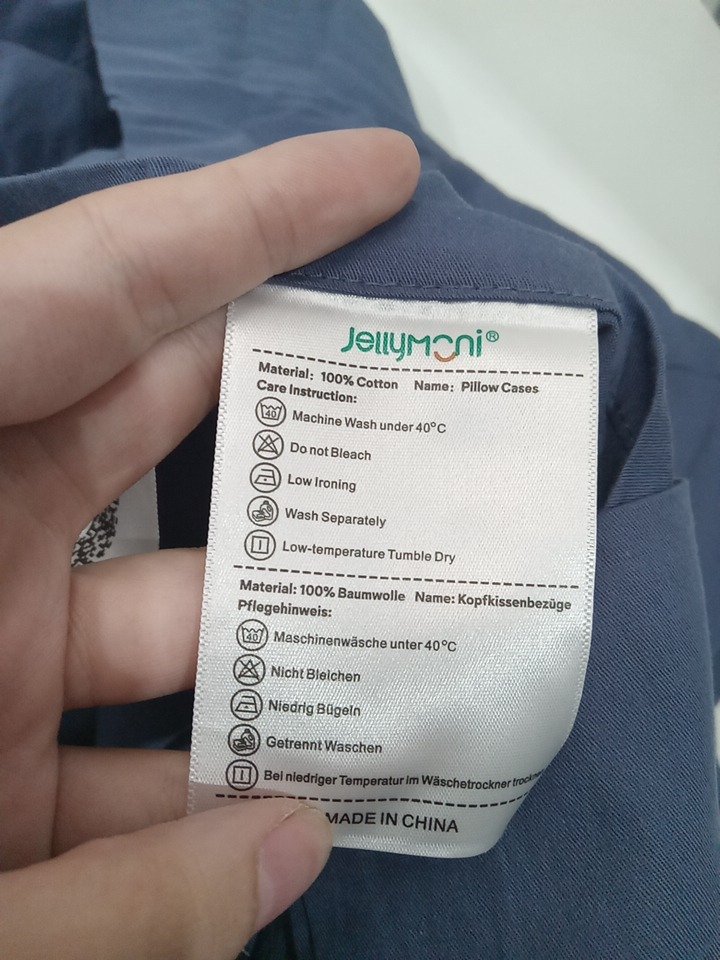 Jellymoni®
Material: 100% Cotton Name: Pillow Cases
Care Instruction:
40 Machine Wash under 40°C
Do not Bleach
Low Ironing
Wash Separately
Low-temperature Tumble Dry
Material: 100% Baumwolle Name: Kopfkissenbezüge
Pflegehinweis:
40 Maschinenwäsche unter 40°C
Nicht Bleichen
Niedrig Bügeln
Getrennt Waschen
Bei niedriger Temperatur im Wäschetrockner
MADE IN CHINA